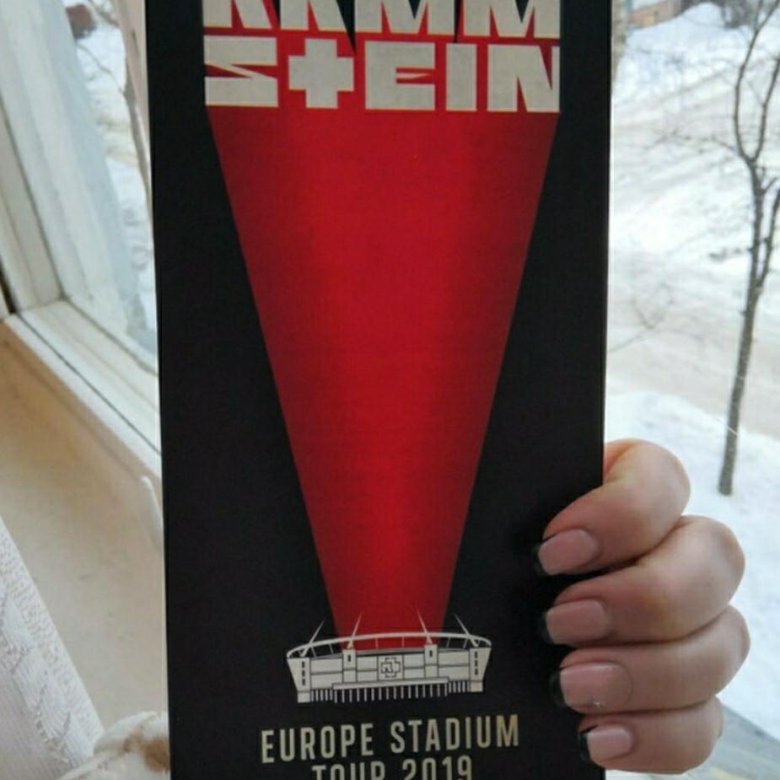 RAMM
STEIN
EUROPE STADIUM
TOUR 2019